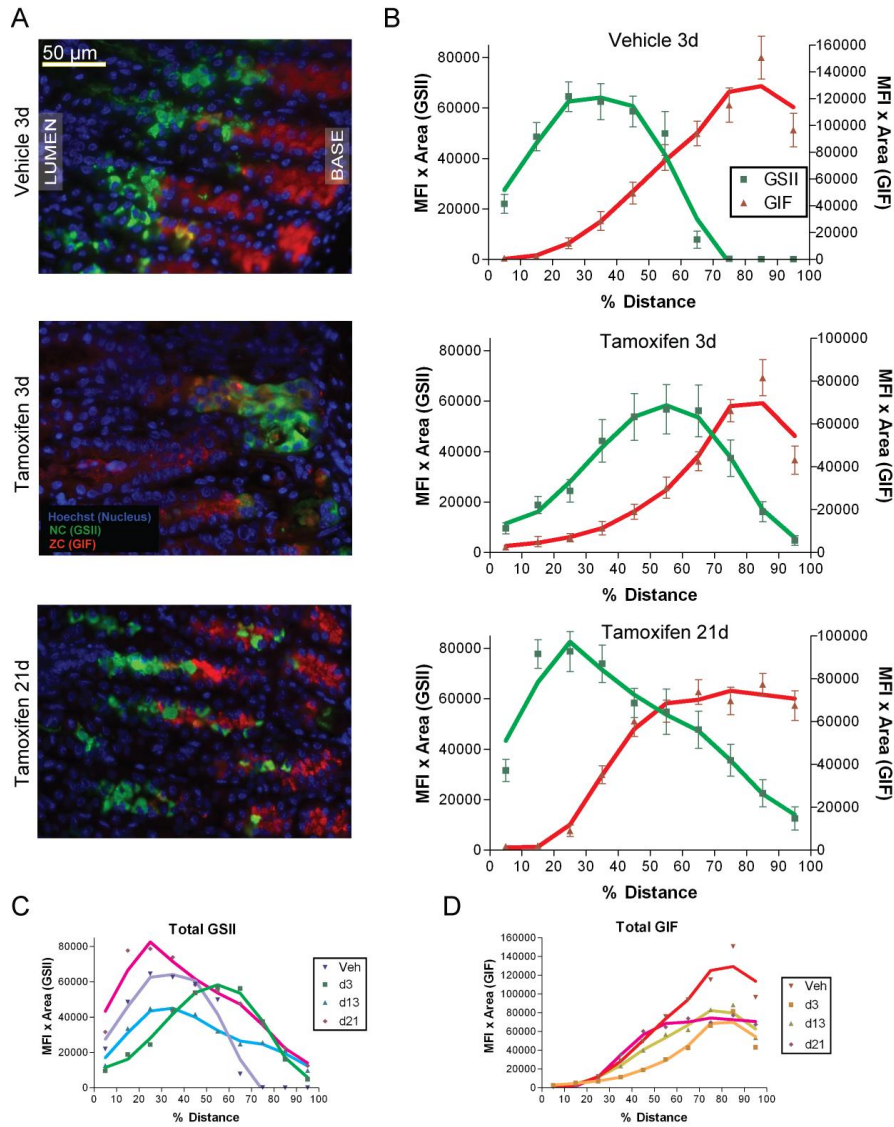 A
50 µm
Vehicle 3d
LUMEN
BASE
Tamoxifen 3d
Hoechst (Nucleus)
NC (GSII)
ZC (GIF)
Tamoxifen 21d
B
Vehicle 3d
MFI x Area (GSII)
80000
60000
40000
20000
0
MFI x Area (GIF)
160000
140000
120000
100000
80000
60000
40000
20000
0
GSII
GIF
0 10 20 30 40 50 60 70 80 90 100
% Distance
Tamoxifen 3d
MFI x Area (GSII)
80000
60000
40000
20000
0
MFI x Area (GIF)
100000
80000
60000
40000
20000
0
0 10 20 30 40 50 60 70 80 90 100
% Distance
Tamoxifen 21d
MFI x Area (GSII)
80000
60000
40000
20000
0
MFI x Area (GIF)
100000
80000
60000
40000
20000
0
0 10 20 30 40 50 60 70 80 90 100
% Distance
C
Total GSII
MFI x Area (GSII)
80000
60000
40000
20000
0
Veh
d3
d13
d21
0 10 20 30 40 50 60 70 80 90 100
% Distance
D
Total GIF
MFI x Area (GIF)
160000
140000
120000
100000
80000
60000
40000
20000
0
Veh
d3
d13
d21
0 10 20 30 40 50 60 70 80 90 100
% Distance